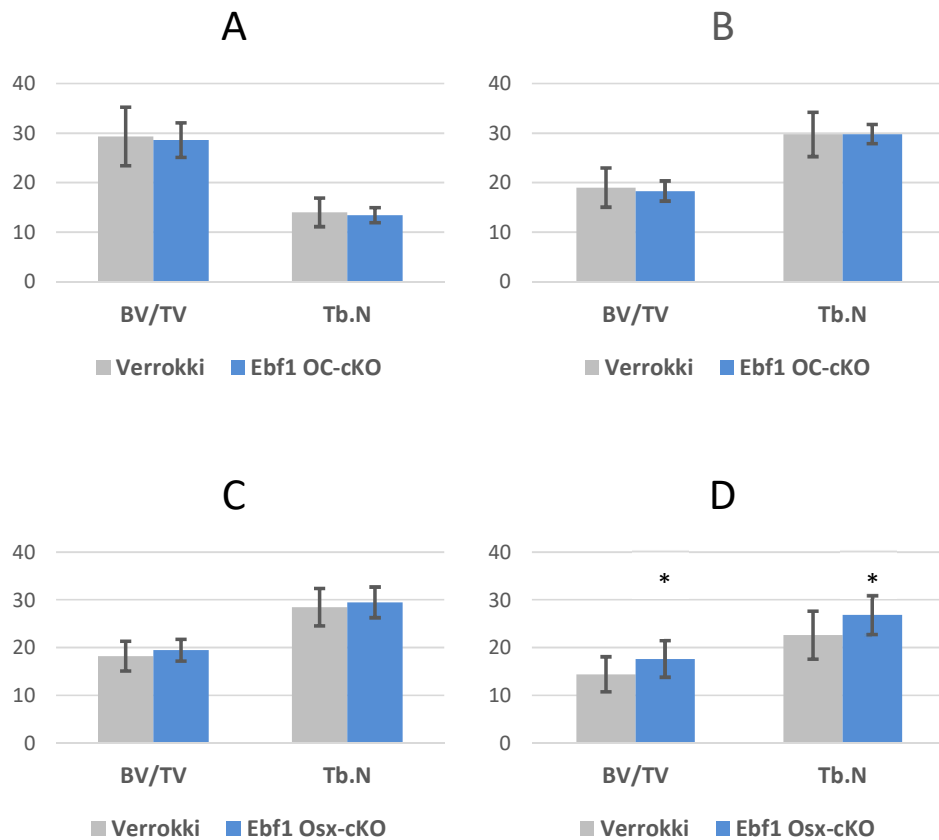 A
40
30
20
10
0
BV/TV Tb.N
Verrokki Ebf1 OC-cKO
B
40
30
20
10
0
BV/TV Tb.N
Verrokki Ebf1 OC-cKO
C
40
30
20
10
0
BV/TV Tb.N
Verrokki Ebf1 Osx-cKO
D
40
* *
30
20
10
0
BV/TV Tb.N
Verrokki Ebf1 Osx-cKO